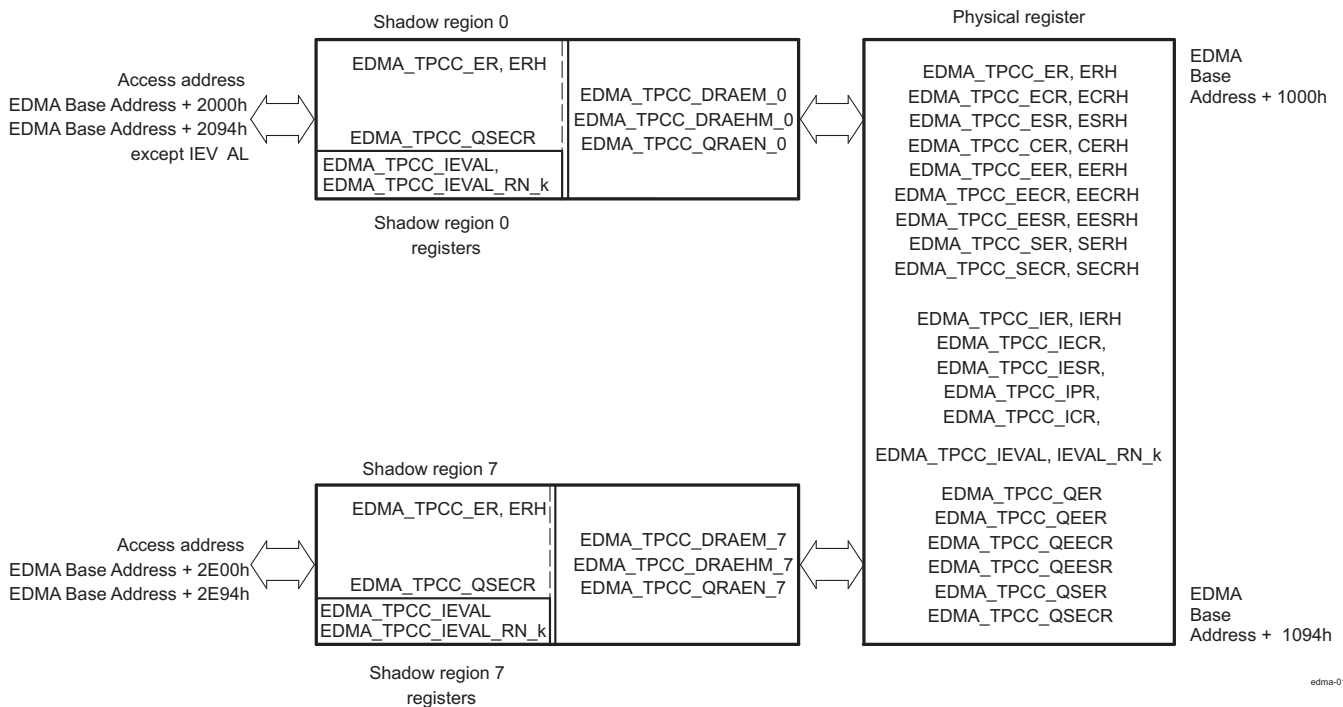 Shadow region 0
Physical register
Access address
EDMA Base Address + 2000h
EDMA Base Address + 2094h
except IEV AL
EDMA_TPCC_ER, ERH
EDMA_TPCC_QSECR
EDMA_TPCC_IEVAL,
EDMA_TPCC_IEVAL_RN_k
EDMA_TPCC_DRAEM_0
EDMA_TPCC_DRAEHM_0
EDMA_TPCC_QRAEN_0
Shadow region 0
registers
EDMA_TPCC_ER, ERH
EDMA_TPCC_ECR, ECRH
EDMA_TPCC_ESR, ESRH
EDMA_TPCC_CER, CERH
EDMA_TPCC_EER, EERH
EDMA_TPCC_EECR, EECRH
EDMA_TPCC_EESR, EESRH
EDMA_TPCC_SER, SERH
EDMA_TPCC_SECR, SECRH
EDMA_TPCC_IER, IERH
EDMA_TPCC_IECR,
EDMA_TPCC_IESR,
EDMA_TPCC_IPR,
EDMA_TPCC_ICR,
EDMA_TPCC_IEVAL, IEVAL_RN_k
EDMA_TPCC_QER
EDMA_TPCC_QEER
EDMA_TPCC_QEECR
EDMA_TPCC_QEESR
EDMA_TPCC_QSER
EDMA_TPCC_QSECR
EDMA
Base
Address + 1000h
Shadow region 7
Access address
EDMA Base Address + 2E00h
EDMA Base Address + 2E94h
EDMA_TPCC_ER, ERH
EDMA_TPCC_QSECR
EDMA_TPCC_IEVAL
EDMA_TPCC_IEVAL_RN_k
EDMA_TPCC_DRAEM_7
EDMA_TPCC_DRAEHM_7
EDMA_TPCC_QRAEN_7
Shadow region 7
registers
EDMA
Base
Address + 1094h